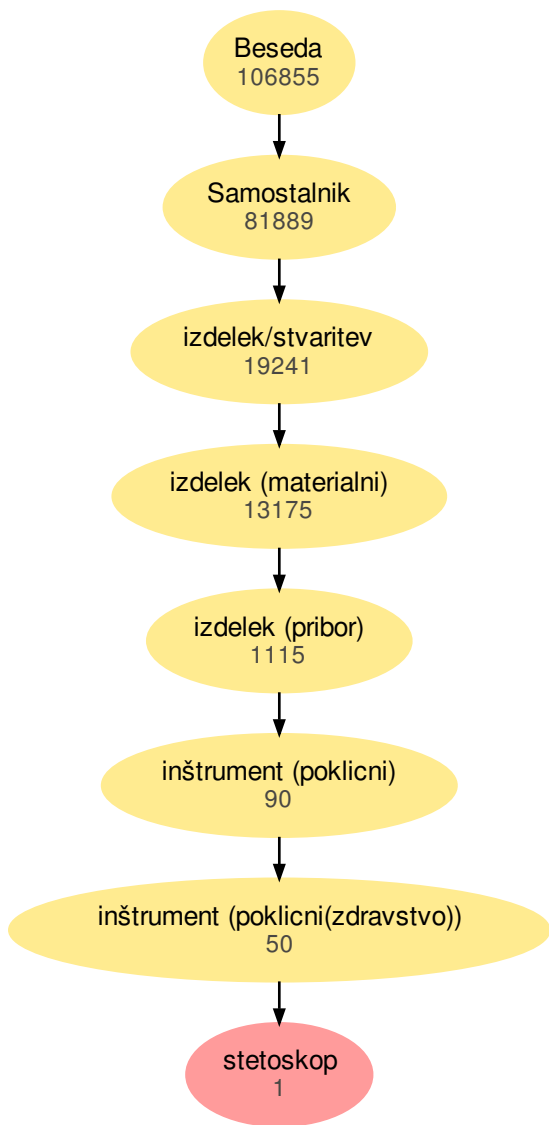 Beseda
106855
Samostalnik
81889
izdelek/stvaritev
19241
izdelek (materialni)
13175
izdelek (pribor)
1115
inštrument (poklicni)
90
inštrument (poklicni(zdravstvo))
50
stetoskop
1